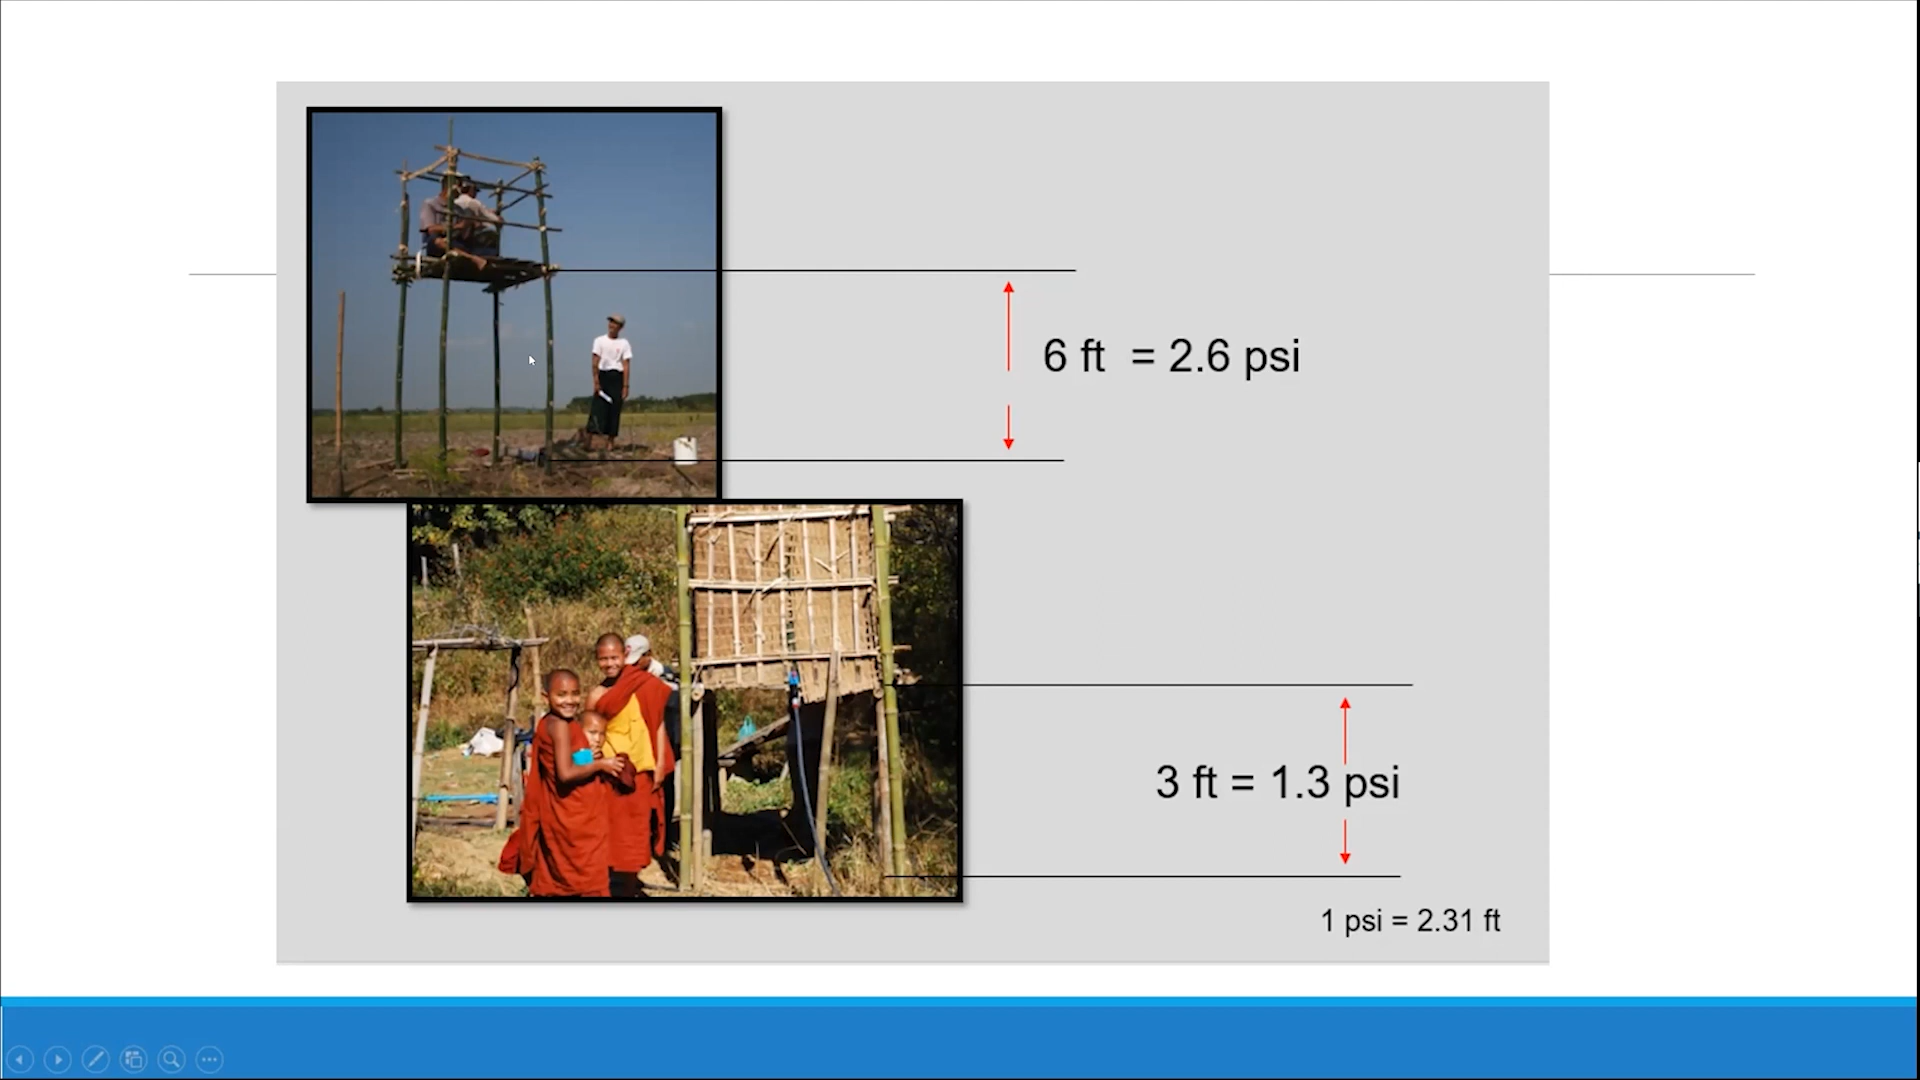 6 ft  = 2.6 psi
3 ft = 1.3 psi
1 psi = 2.31 ft